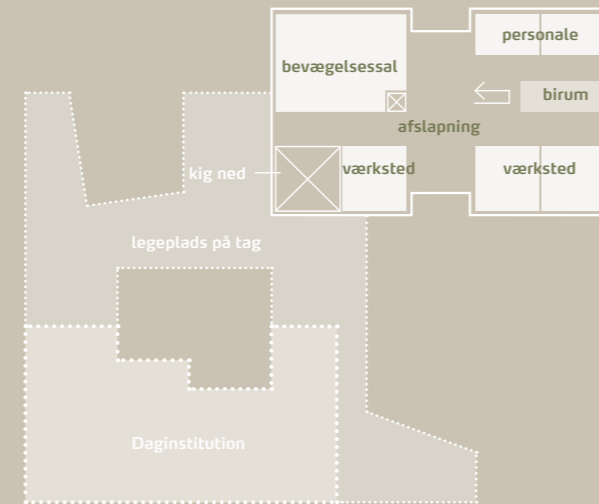 personale
bevægelsessal
birum
afslapning
kig ned
værksted
værksted
legeplads på tag
Daginstitution